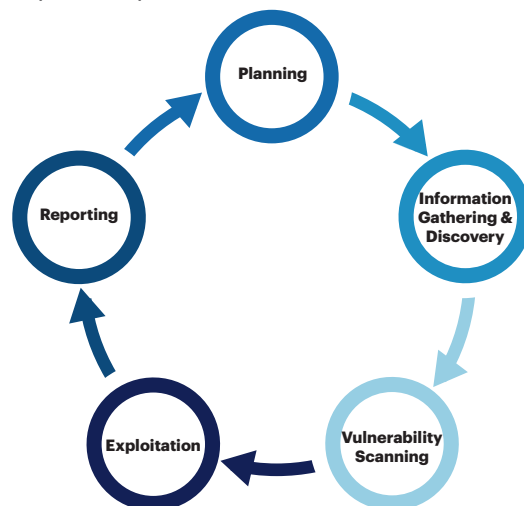 Planning
Information
Gathering &
Discovery
Vulnerability
Scanning
Exploitation
Reporting